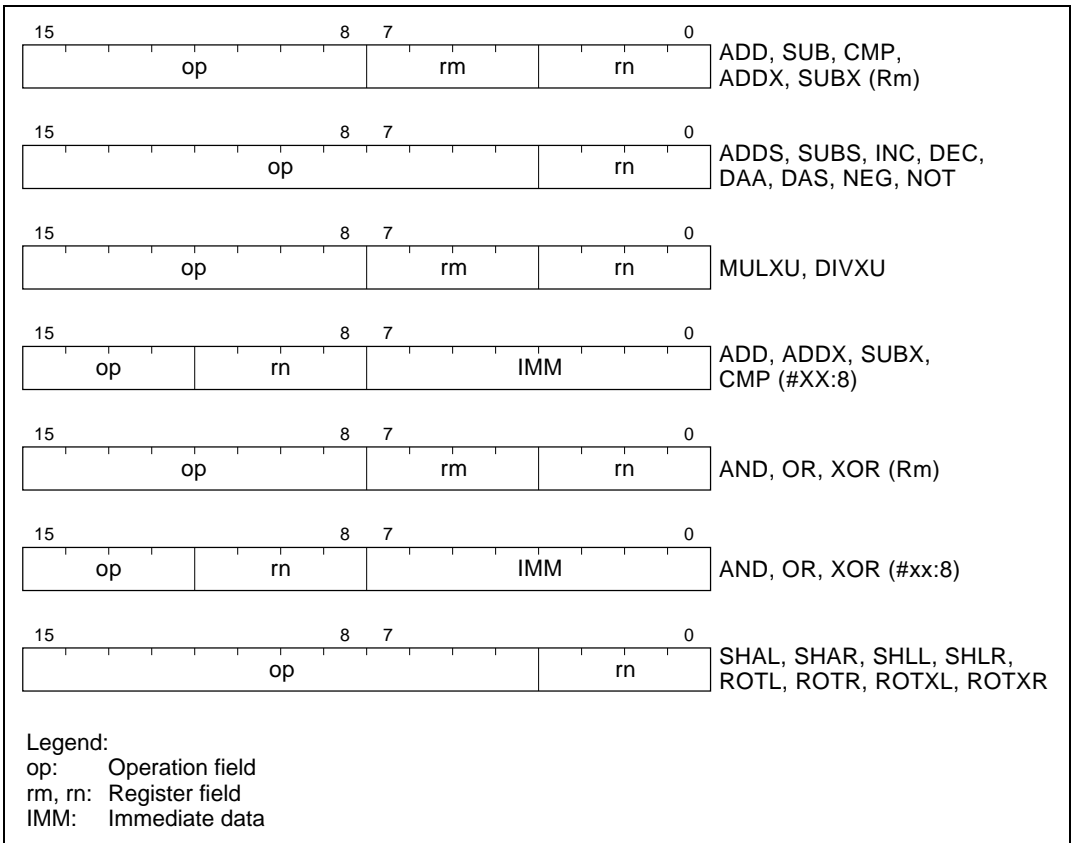 15 8 7 0
op rm rn
ADD, SUB, CMP,
ADDX, SUBX (Rm)
15 8 7 0
op rn
ADDS, SUBS, INC, DEC,
DAA, DAS, NEG, NOT
15 8 7 0
op rm rn
MULXU, DIVXU
15 8 7 0
op rn IMM
ADD, ADDX, SUBX,
CMP (#XX:8)
15 8 7 0
op rm rn
AND, OR, XOR (Rm)
15 8 7 0
op rn IMM
AND, OR, XOR (#xx:8)
15 8 7 0
op rn
SHAL, SHAR, SHLL, SHLR,
ROTL, ROTR, ROTXL, ROTXR
Legend:
op: Operation field
rm, rn: Register field
IMM: Immediate data